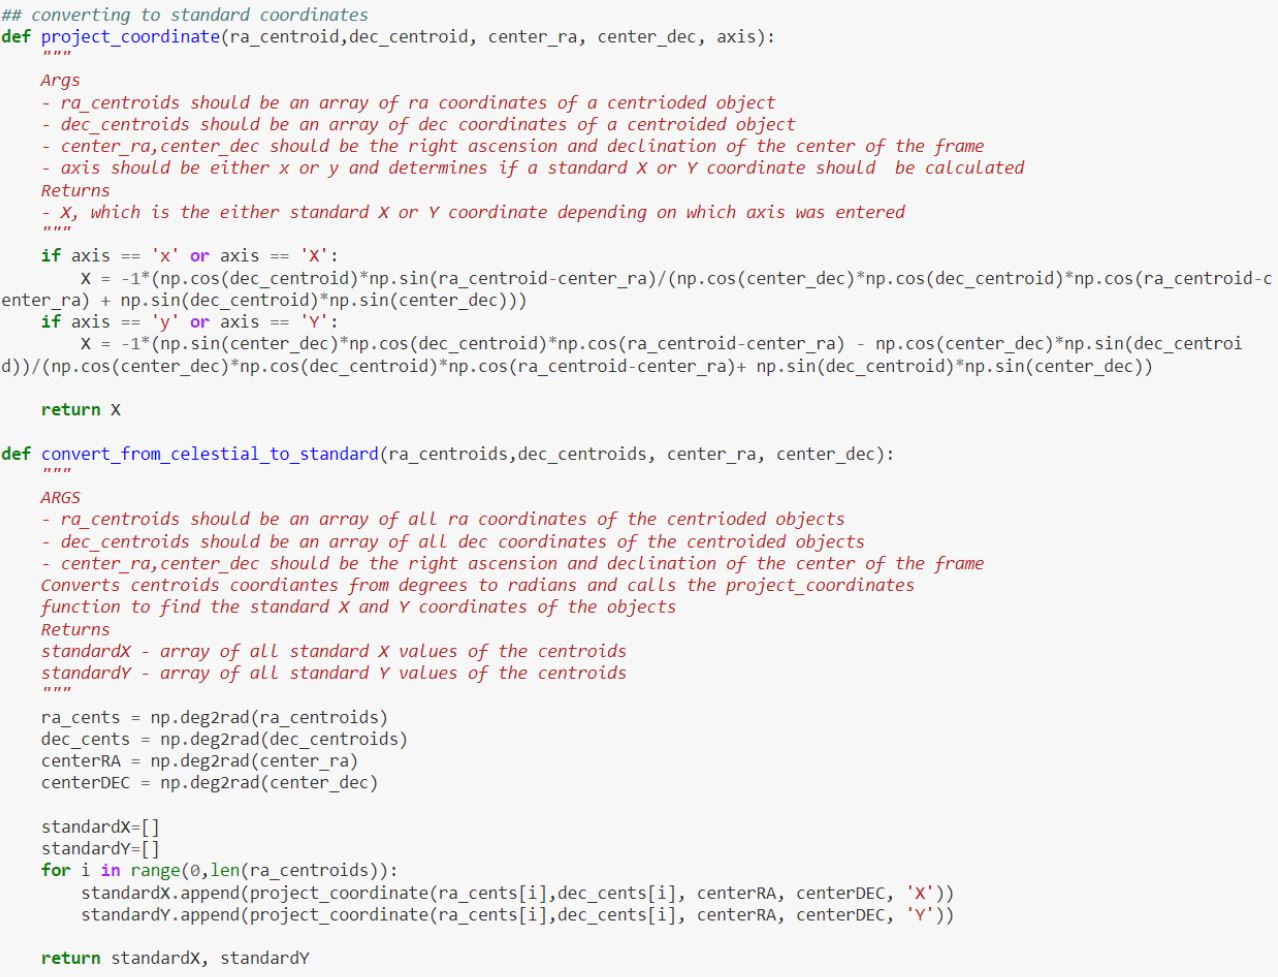 ## converting to standard coordinates
def project_coordinate(ra_centroid,dec_centroid, center_ra, center_dec, axis):
    """
    Args
    - ra_centroids should be an array of ra coordinates of a centrioded object
    - dec_centroids should be an array of dec coordinates of a centroided object
    - center_ra,center_dec should be the right ascension and declination of the center of the frame
    - axis should be either x or y and determines if a standard X or Y coordinate should  be calculated
    Returns
    - X, which is the either standard X or Y coordinate depending on which axis was entered
    """
    if axis == 'x' or axis == 'X':
        X = -1*(np.cos(dec_centroid)*np.sin(ra_centroid-center_ra)/(np.cos(center_dec)*np.cos(dec_centroid)*np.cos(ra_centroid-c
enter_ra) + np.sin(dec_centroid)*np.sin(center_dec)))
    if axis == 'y' or axis == 'Y':
        X = -1*(np.sin(center_dec)*np.cos(dec_centroid)*np.cos(ra_centroid-center_ra) - np.cos(center_dec)*np.sin(dec_centroi
d))/(np.cos(center_dec)*np.cos(dec_centroid)*np.cos(ra_centroid-center_ra)+ np.sin(dec_centroid)*np.sin(center_dec))

    return X

def convert_from_celestial_to_standard(ra_centroids,dec_centroids, center_ra, center_dec):
    """
    ARGS
    - ra_centroids should be an array of all ra coordinates of the centrioded objects
    - dec_centroids should be an array of all dec coordinates of the centroided objects
    - center_ra,center_dec should be the right ascension and declination of the center of the frame
    Converts centroids coordiantes from degrees to radians and calls the project_coordinates
    function to find the standard X and Y coordinates of the objects
    Returns
    standardX - array of all standard X values of the centroids
    standardY - array of all standard Y values of the centroids
    """
    ra_cents = np.deg2rad(ra_centroids)
    dec_cents = np.deg2rad(dec_centroids)
    centerRA = np.deg2rad(center_ra)
    centerDEC = np.deg2rad(center_dec)

    standardX=[]
    standardY=[]
    for i in range(0,len(ra_centroids)):
        standardX.append(project_coordinate(ra_cents[i],dec_cents[i], centerRA, centerDEC, 'X'))
        standardY.append(project_coordinate(ra_cents[i],dec_cents[i], centerRA, centerDEC, 'Y'))

    return standardX, standardY